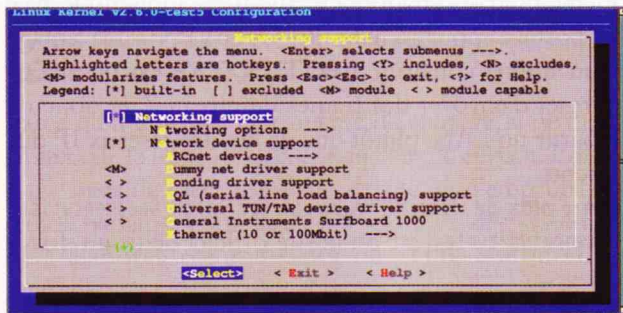 Linux Kernel v2.6.0-test5 Configuration
Networking support
Arrow keys navigate the menu. <Enter> selects submenus --->.
Highlighted letters are hotkeys. Pressing <Y> includes, <N> excludes,
<M> modularizes features. Press <Esc><Esc> to exit, <?> for Help.
Legend: [*] built-in [ ] excluded <M> module < > module capable
[*] Networking support
Networking options --->
[*] Network device support
ARCnet devices --->
<M> Dummy net driver support
< > Bonding driver support
< > EQL (serial line load balancing) support
< > Universal TUN/TAP device driver support
< > General Instruments Surfboard 1000
Ethernet (10 or 100Mbit) --->
(+)
<Select> < Exit > < Help >